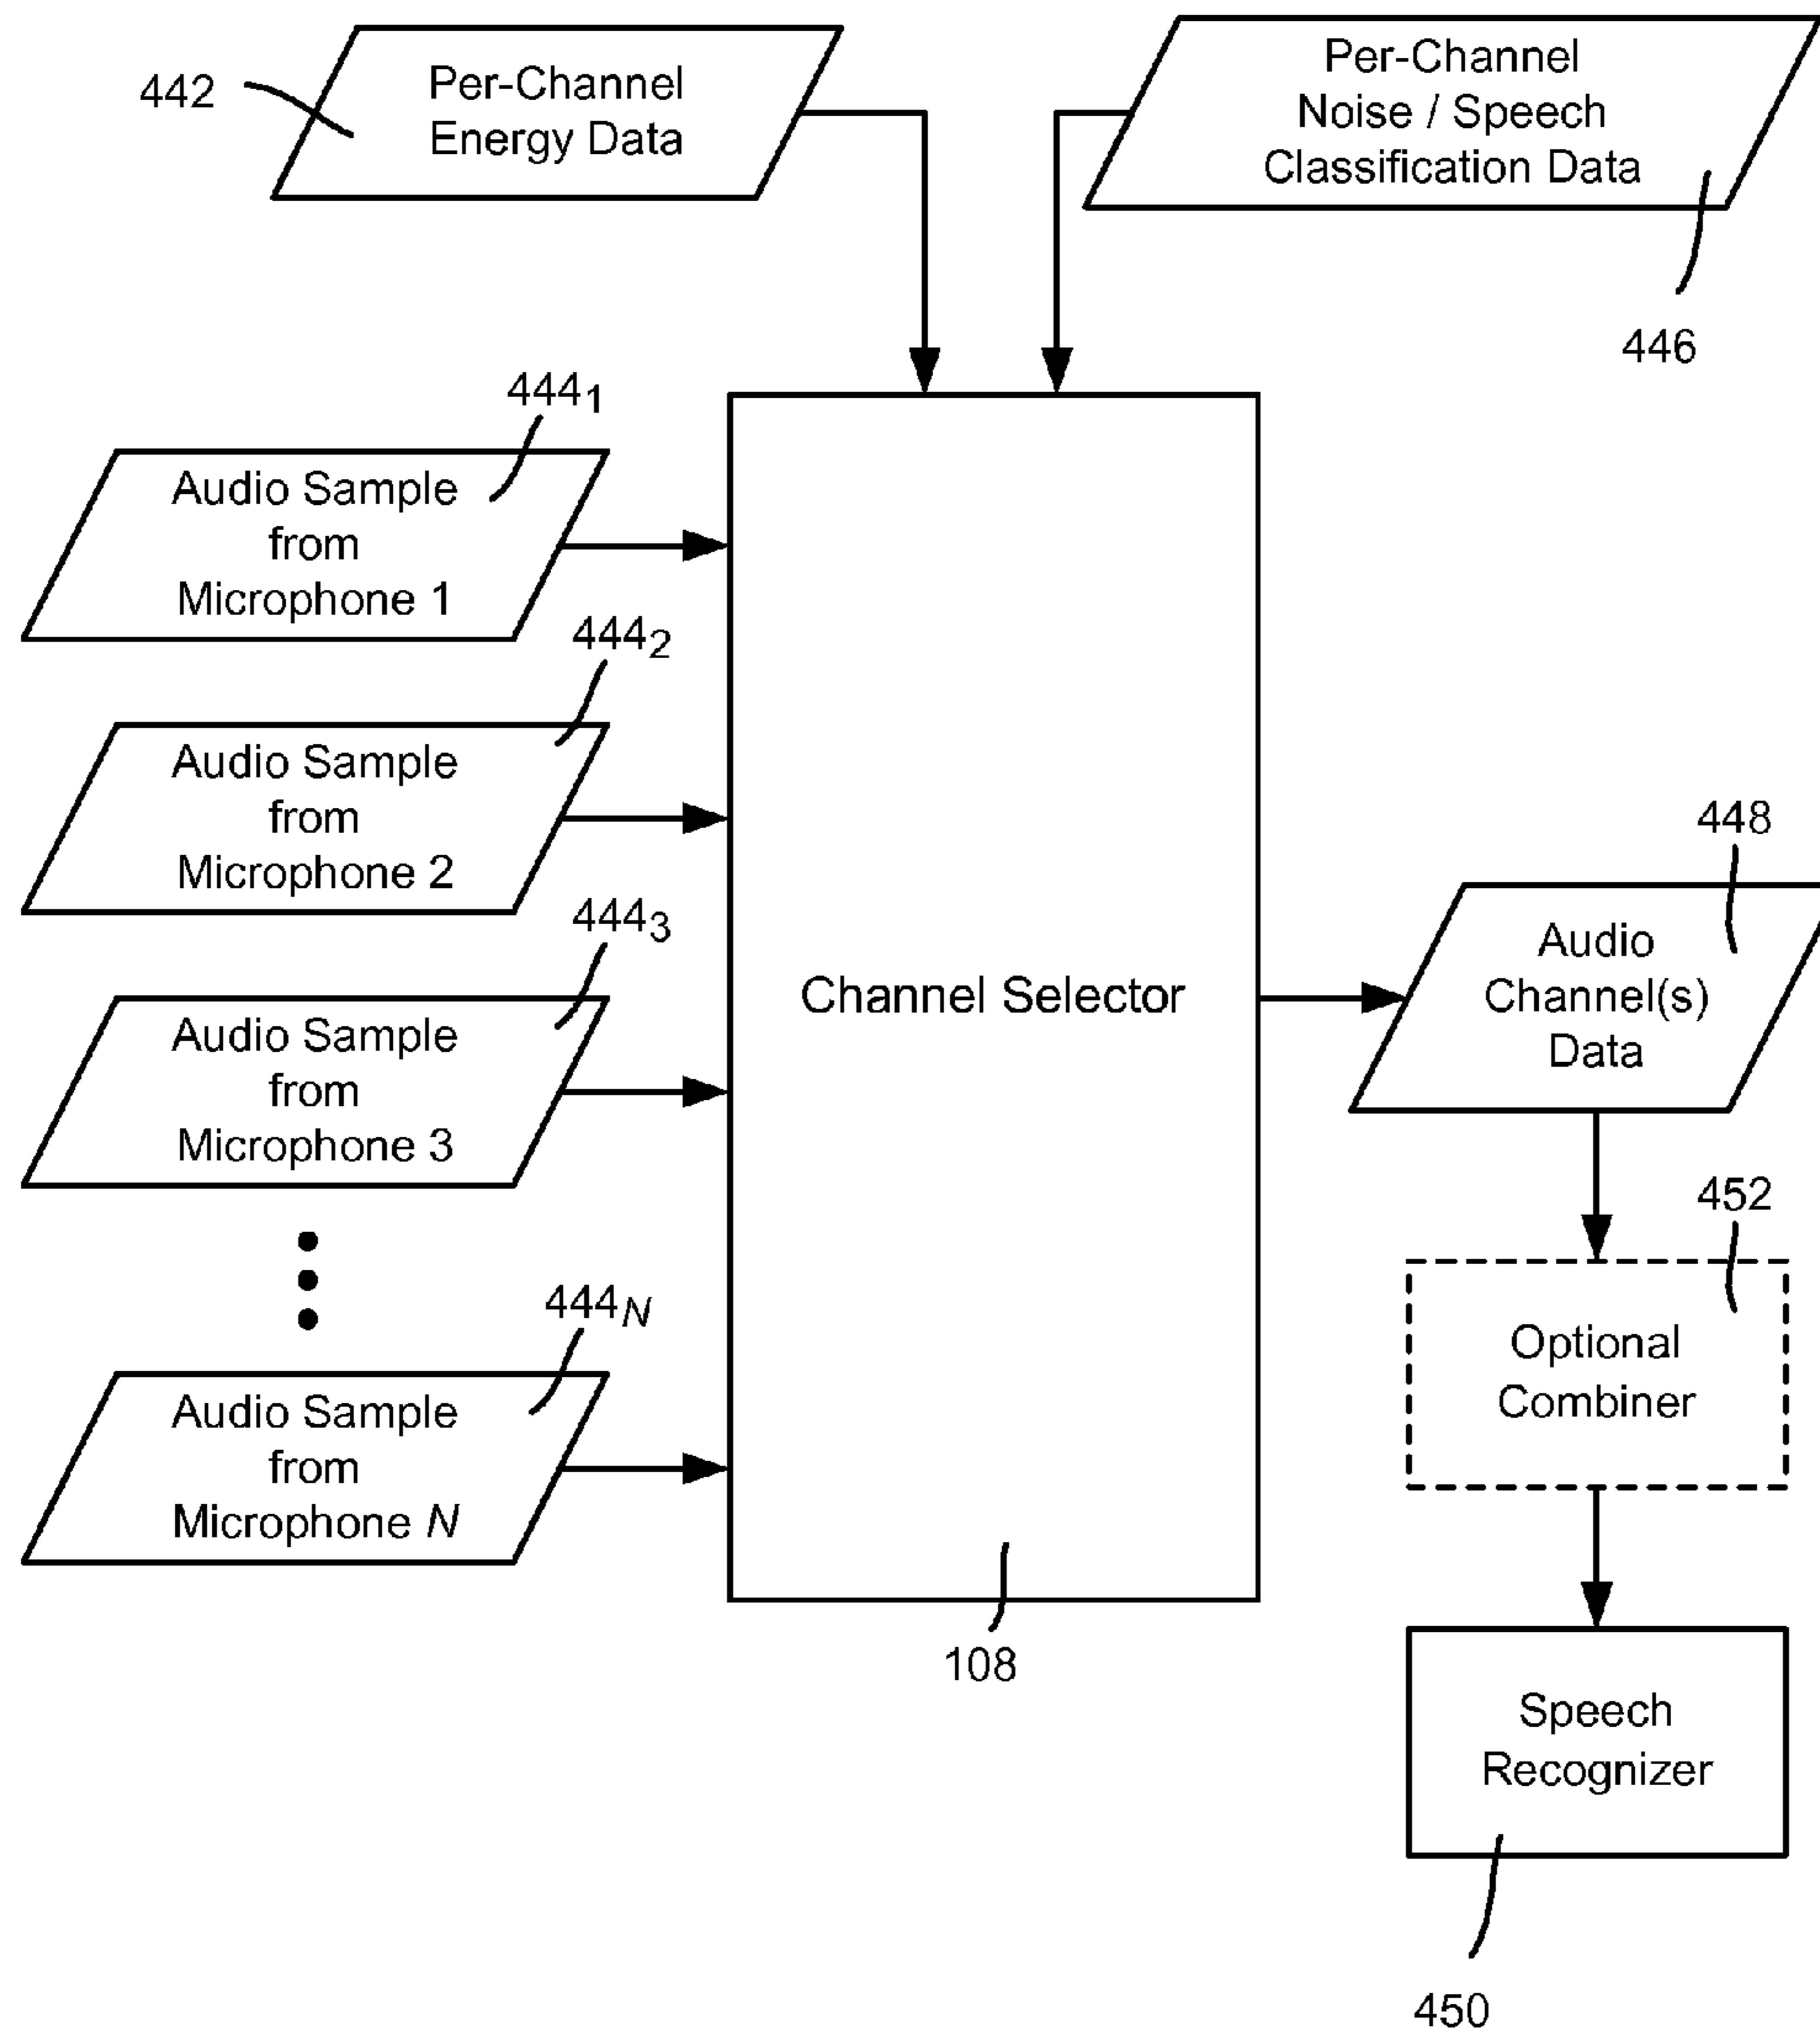 442
Per-Channel
Energy Data
Per-Channel
Noise / Speech
Classification Data
446
444₁
Audio Sample
from
Microphone 1
444₂
Audio Sample
from
Microphone 2
444₃
Audio Sample
from
Microphone 3
444N
Audio Sample
from
Microphone N
Channel Selector
108
448
Audio
Channel(s)
Data
452
Optional
Combiner
Speech
Recognizer
450